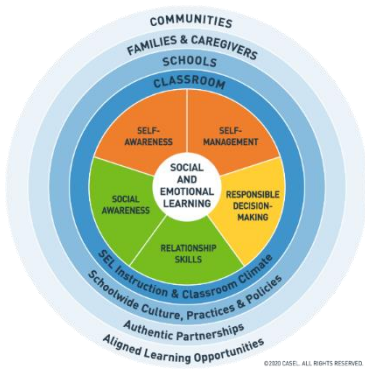 COMMUNITIES
FAMILIES & CAREGIVERS
SCHOOLS
CLASSROOM
SELF-
AWARENESS
SELF-
MANAGEMENT
SOCIAL
AND
EMOTIONAL
LEARNING
SOCIAL
AWARENESS
RESPONSIBLE
DECISION-
MAKING
RELATIONSHIP
SKILLS
SEL Instruction & Classroom Climate
Schoolwide Culture, Practices & Policies
Authentic Partnerships
Aligned Learning Opportunities
©2020 CASEL. ALL RIGHTS RESERVED.